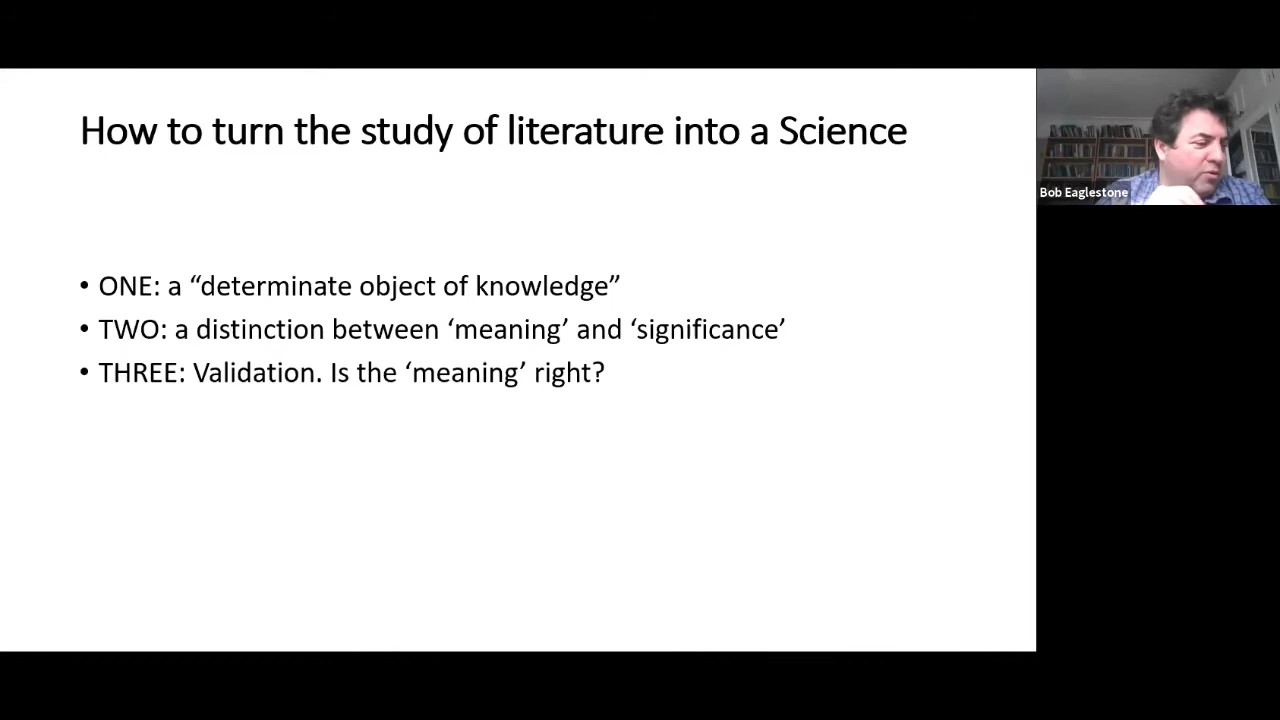 How to turn the study of literature into a Science
• ONE: a “determinate object of knowledge”
• TWO: a distinction between ‘meaning’ and ‘significance’
• THREE: Validation. Is the ‘meaning’ right?
Bob Eaglestone